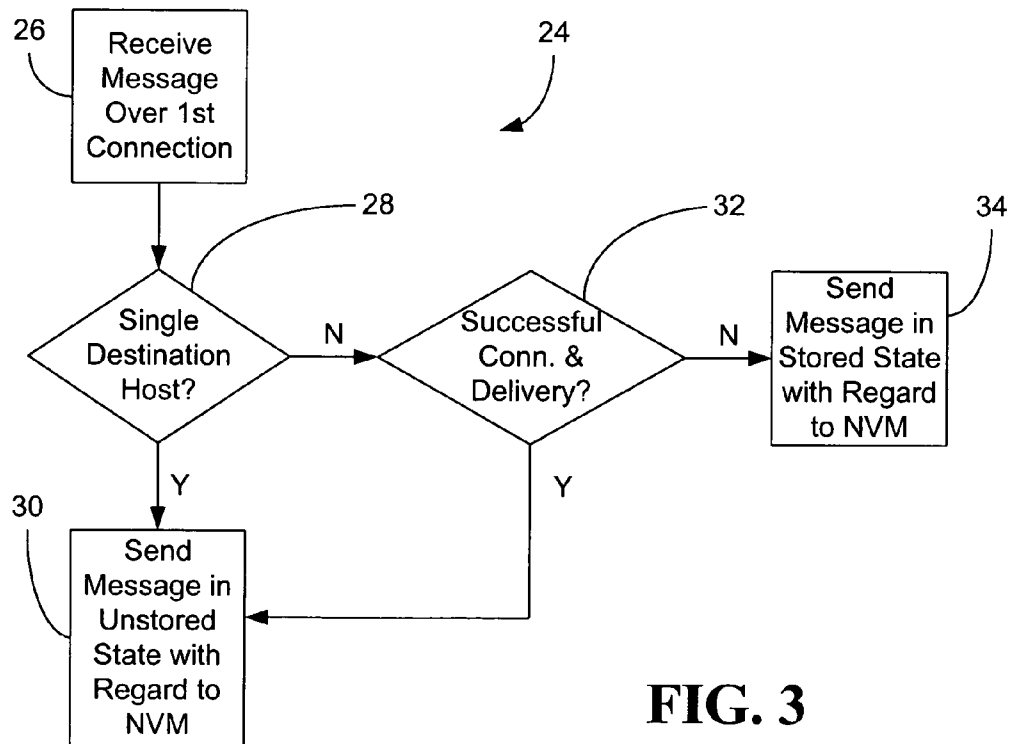 26
Receive
Message
Over 1st
Connection
24
28
Single
Destination
Host?
N
32
Successful
Conn. &
Delivery?
N
34
Send
Message in
Stored State
with Regard
to NVM
Y
Y
30
Send
Message in
Unstored
State with
Regard to
NVM
FIG. 3